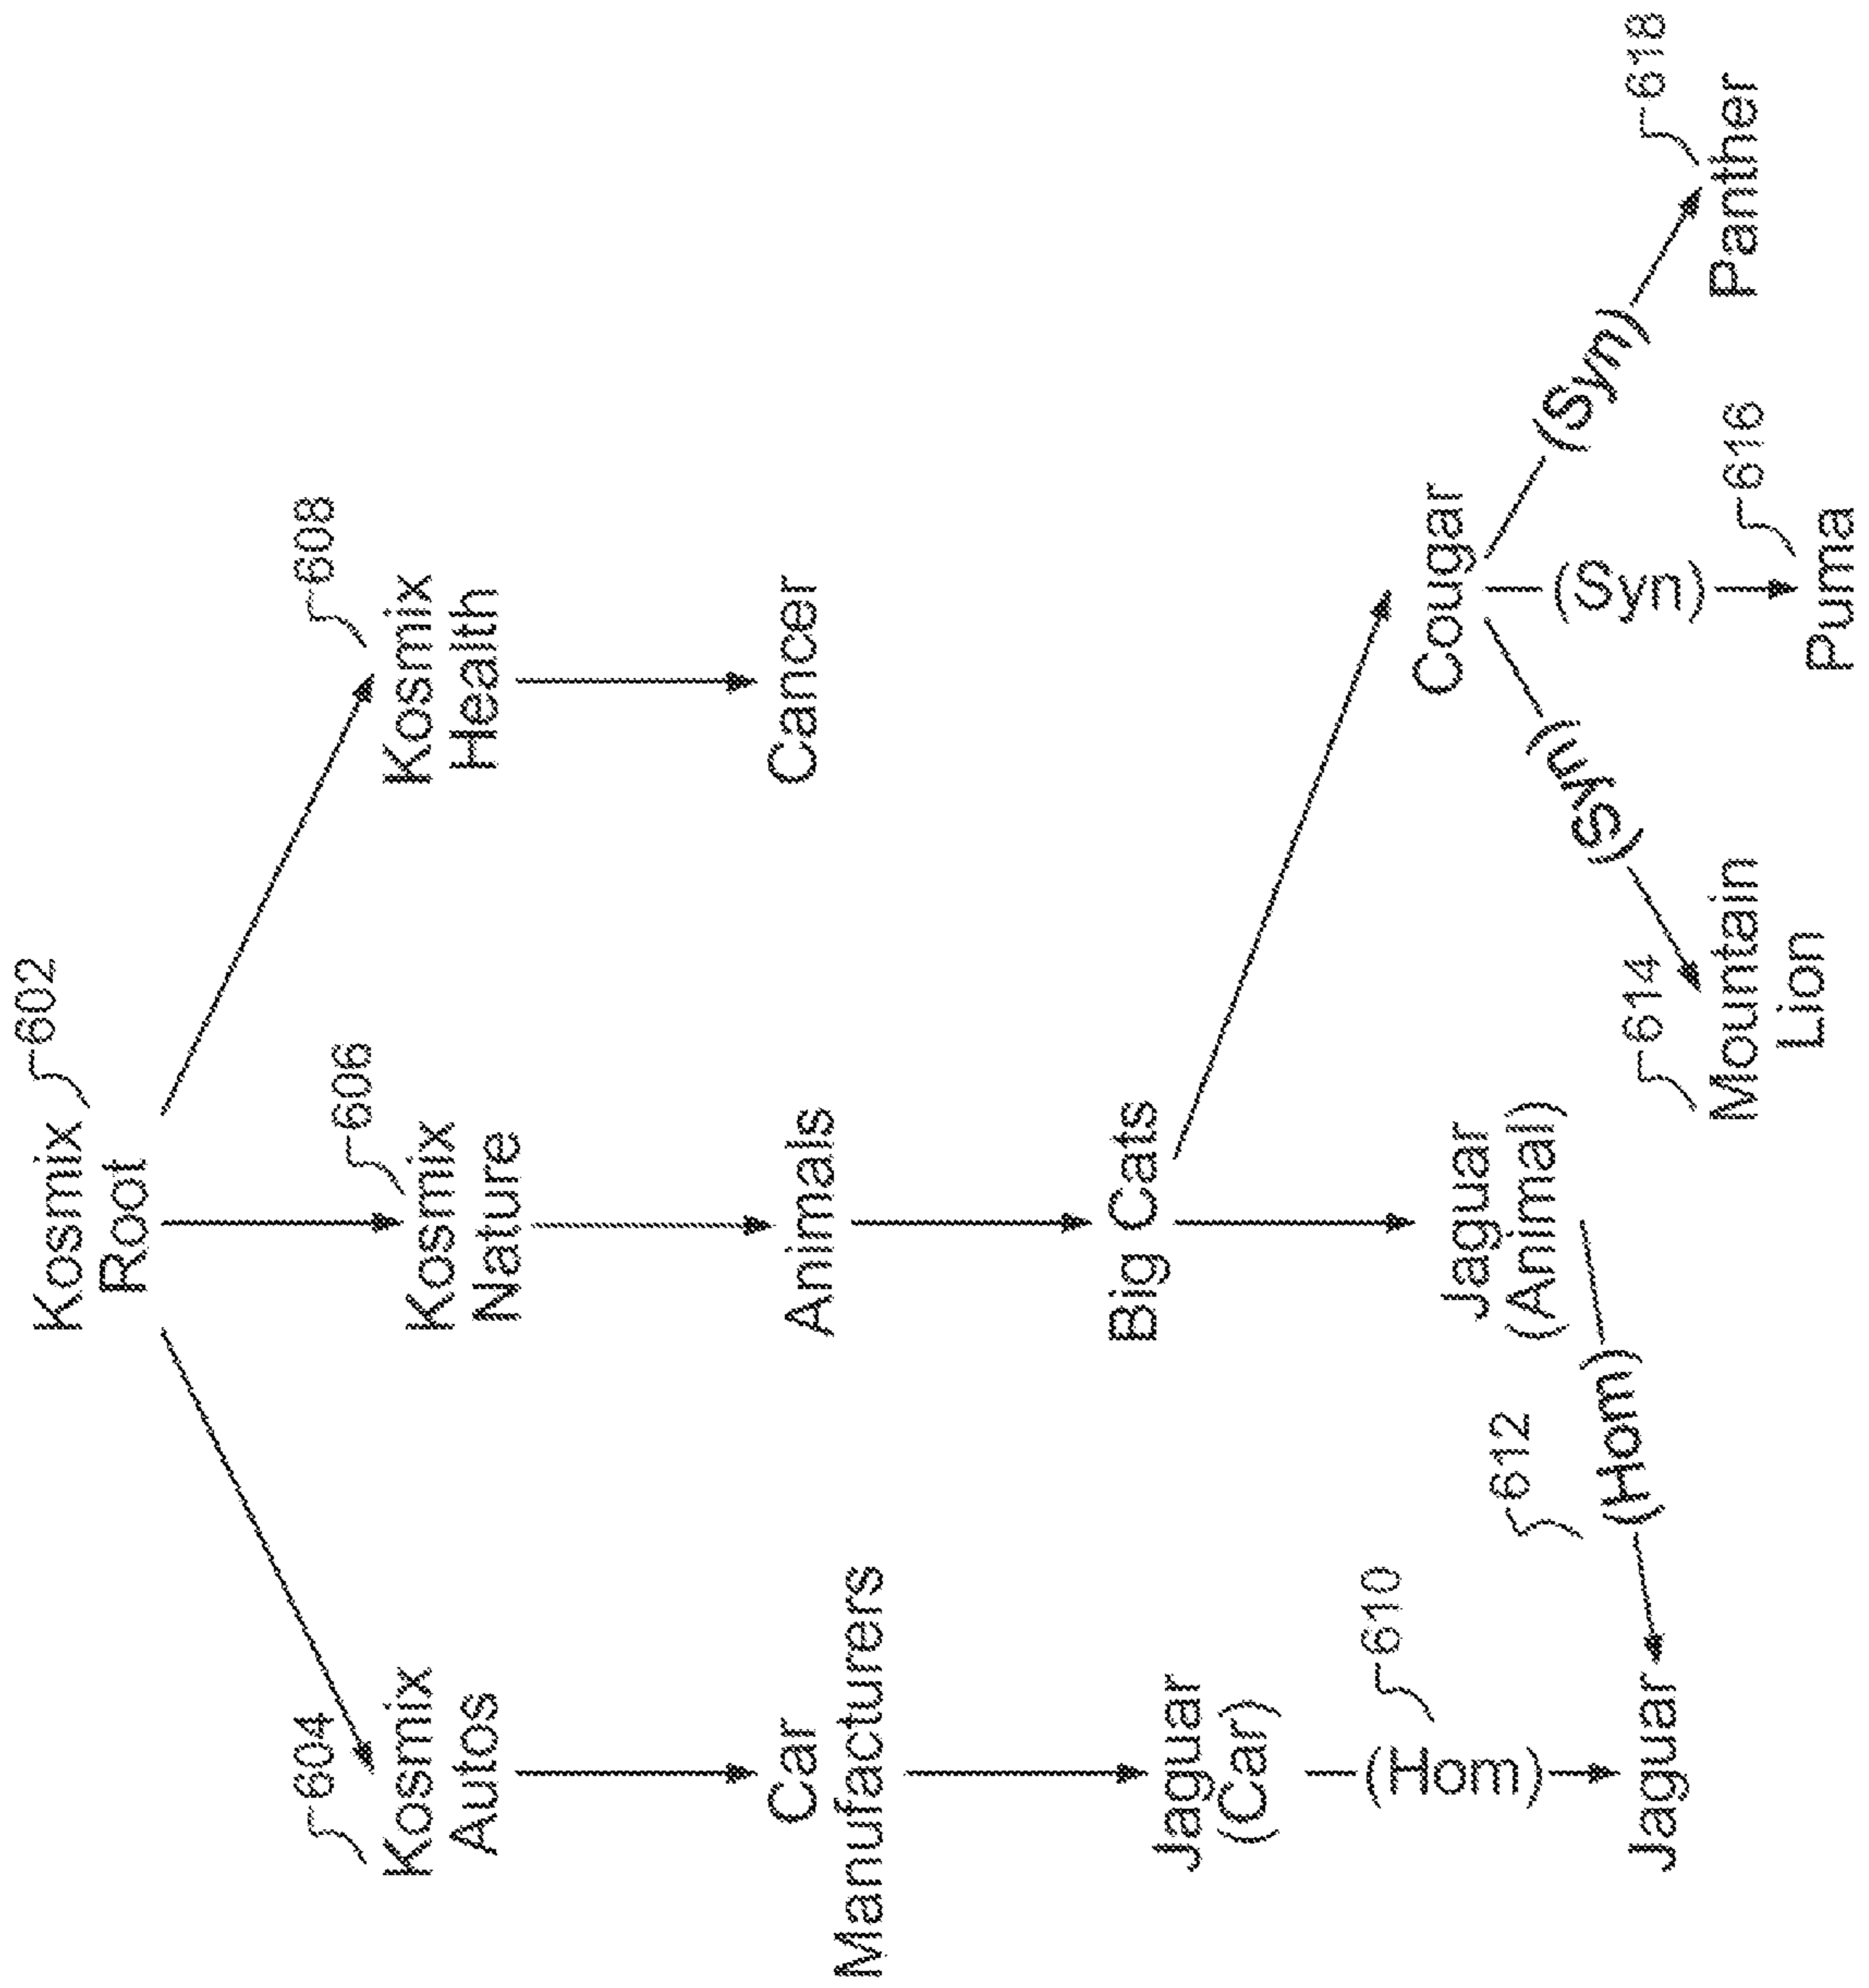 602
Kosmix
Root
604
Kosmix
Autos
606
Kosmix
Nature
608
Kosmix
Health
Car
Manufacturers
Animals
Cancer
Big Cats
Jaguar
(Car)
Jaguar
(Animal)
Cougar
610
(Hom)
612
(Hom)
(Syn)
(Syn)
(Syn)
Jaguar
614
Mountain
Lion
616
Puma
618
Panther